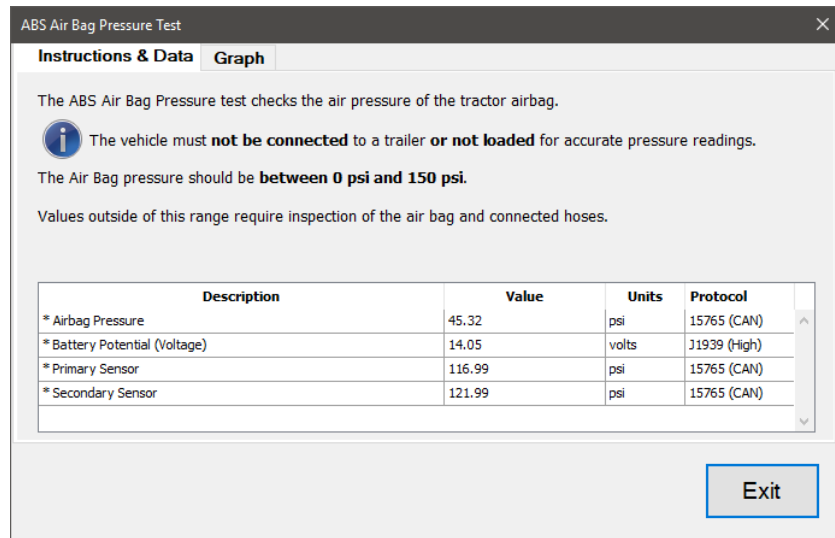 ABS Air Bag Pressure Test
Instructions & Data Graph
The ABS Air Bag Pressure test checks the air pressure of the tractor airbag.
The vehicle must not be connected to a trailer or not loaded for accurate pressure readings.
The Air Bag pressure should be between 0 psi and 150 psi.
Values outside of this range require inspection of the air bag and connected hoses.
Description Value Units Protocol
* Airbag Pressure 45.32 psi 15765 (CAN)
* Battery Potential (Voltage) 14.05 volts J1939 (High)
* Primary Sensor 116.99 psi 15765 (CAN)
* Secondary Sensor 121.99 psi 15765 (CAN)
Exit